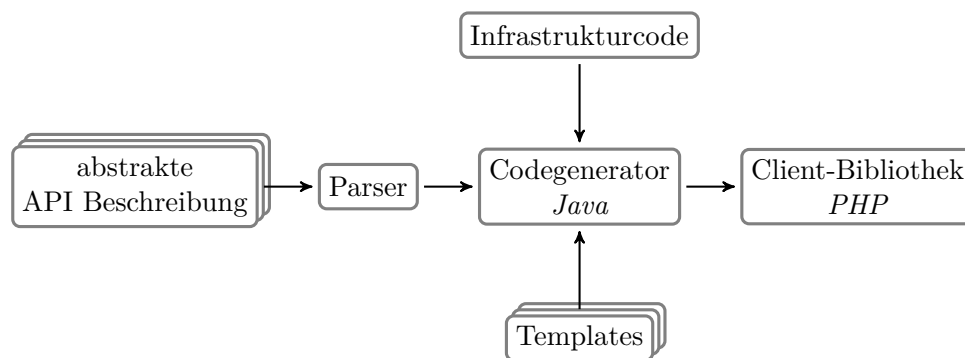 Infrastrukturcode
abstrakte
API Beschreibung
Parser
Codegenerator
Java
Client-Bibliothek
PHP
Templates